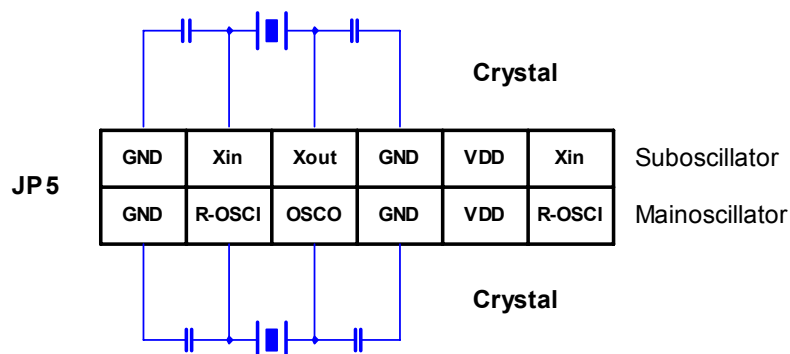 Crystal
GND Xin Xout GND VDD Xin Suboscillator
JP5
GND R-OSCI OSCO GND VDD R-OSCI Mainoscillator
Crystal